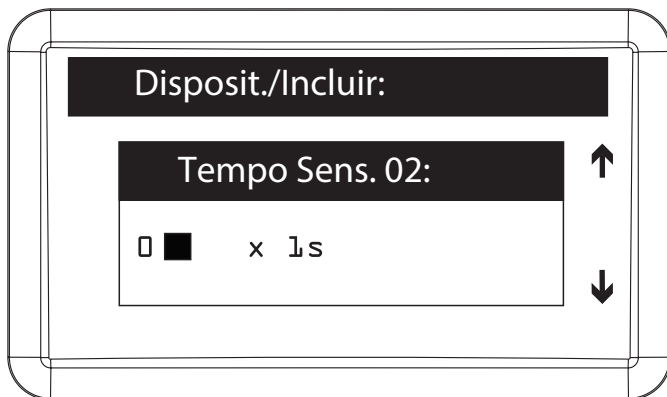 Disposit./Incluir:
Tempo Sens. 02:
0■ x 1s